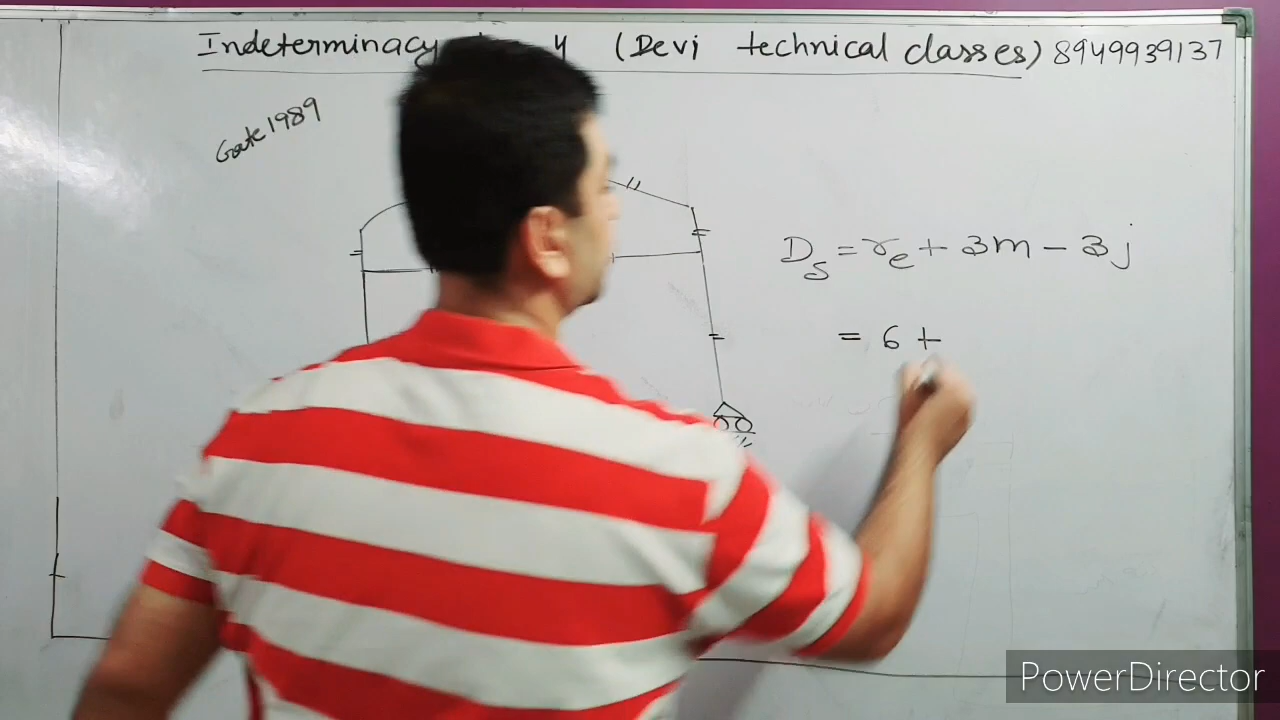 Indeterminacy y (Devi technical classes) 8949939137
Gate 1989
Ds = re + 3m - 3j
= 6 +
PowerDirector